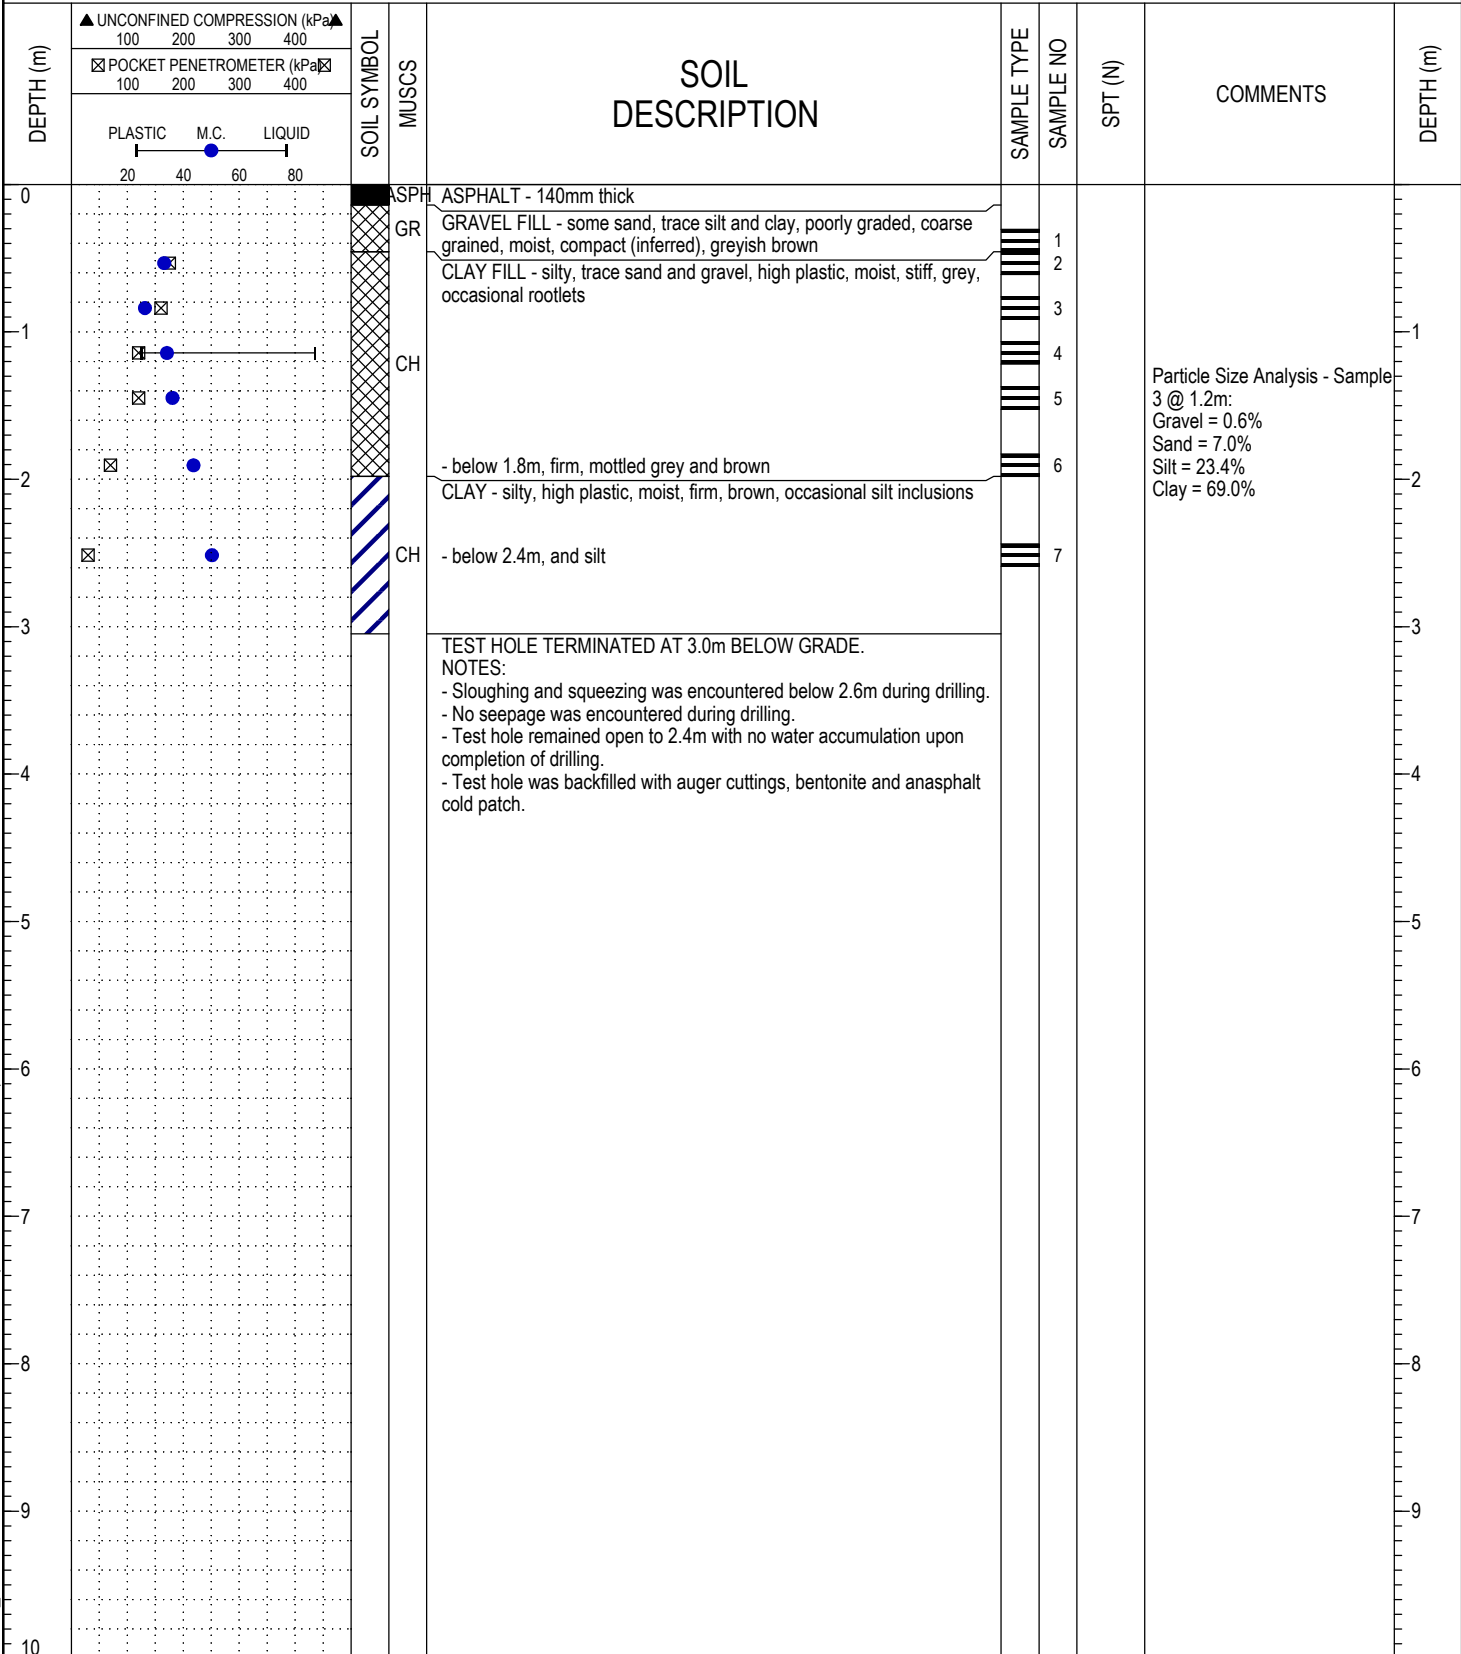 DEPTH (m)
UNCONFINED COMPRESSION (kPa)
100 200 300 400
POCKET PENETROMETER (kPa)
100 200 300 400
PLASTIC M.C. LIQUID
20 40 60 80
SOIL SYMBOL
MUSCS
SOIL
DESCRIPTION
SAMPLE TYPE
SAMPLE NO
SPT (N)
COMMENTS
DEPTH (m)
0
ASPH
ASPHALT - 140mm thick
GR
GRAVEL FILL - some sand, trace silt and clay, poorly graded, coarse
grained, moist, compact (inferred), greyish brown
1
CLAY FILL - silty, trace sand and gravel, high plastic, moist, stiff, grey,
occasional rootlets
2
3
1
1
4
CH
5
Particle Size Analysis - Sample
3 @ 1.2m:
Gravel = 0.6%
Sand = 7.0%
Silt = 23.4%
Clay = 69.0%
- below 1.8m, firm, mottled grey and brown
6
2
2
CLAY - silty, high plastic, moist, firm, brown, occasional silt inclusions
CH
- below 2.4m, and silt
7
3
3
TEST HOLE TERMINATED AT 3.0m BELOW GRADE.
NOTES:
- Sloughing and squeezing was encountered below 2.6m during drilling.
- No seepage was encountered during drilling.
- Test hole remained open to 2.4m with no water accumulation upon
completion of drilling.
- Test hole was backfilled with auger cuttings, bentonite and anasphalt
cold patch.
4
4
5
5
6
6
7
7
8
8
9
9
10